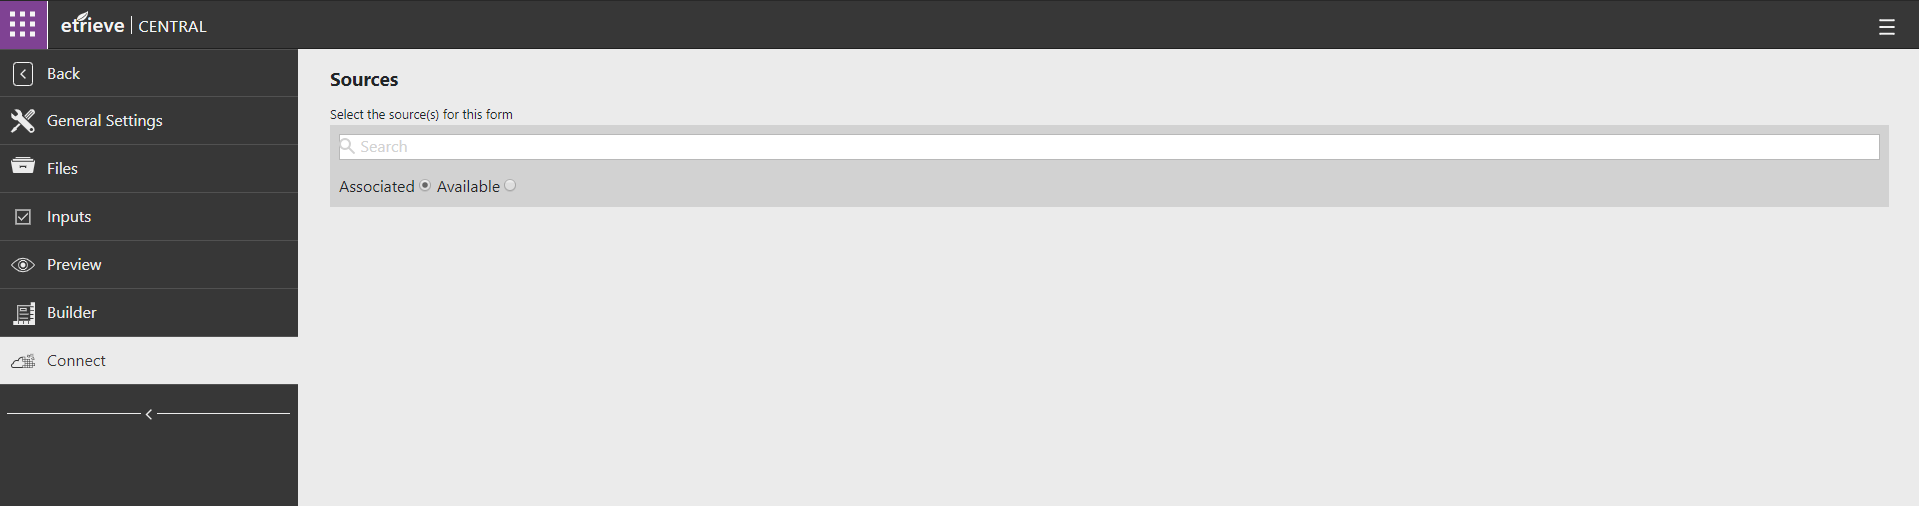 etrieve | CENTRAL
Back
General Settings
Files
Inputs
Preview
Builder
Connect
Sources
Select the source(s) for this form
Search
Associated Available